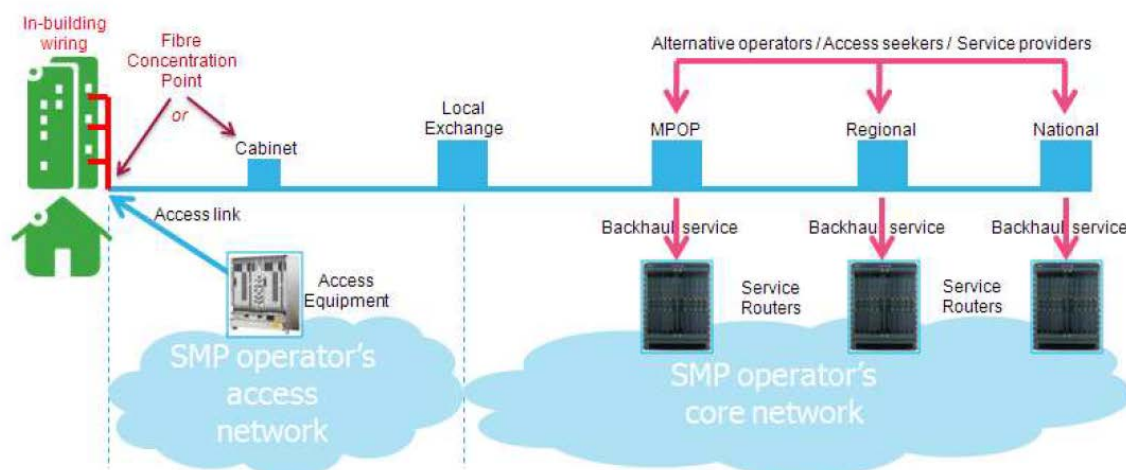 In-building
wiring
Fibre
Concentration
Point
or
Alternative operators / Access seekers / Service providers
Cabinet
Local
Exchange
MPOP
Regional
National
Access link
Access
Equipment
Backhaul service
Backhaul service
Backhaul service
Service
Routers
Service
Routers
SMP operator's
access
network
SMP operator's
core network